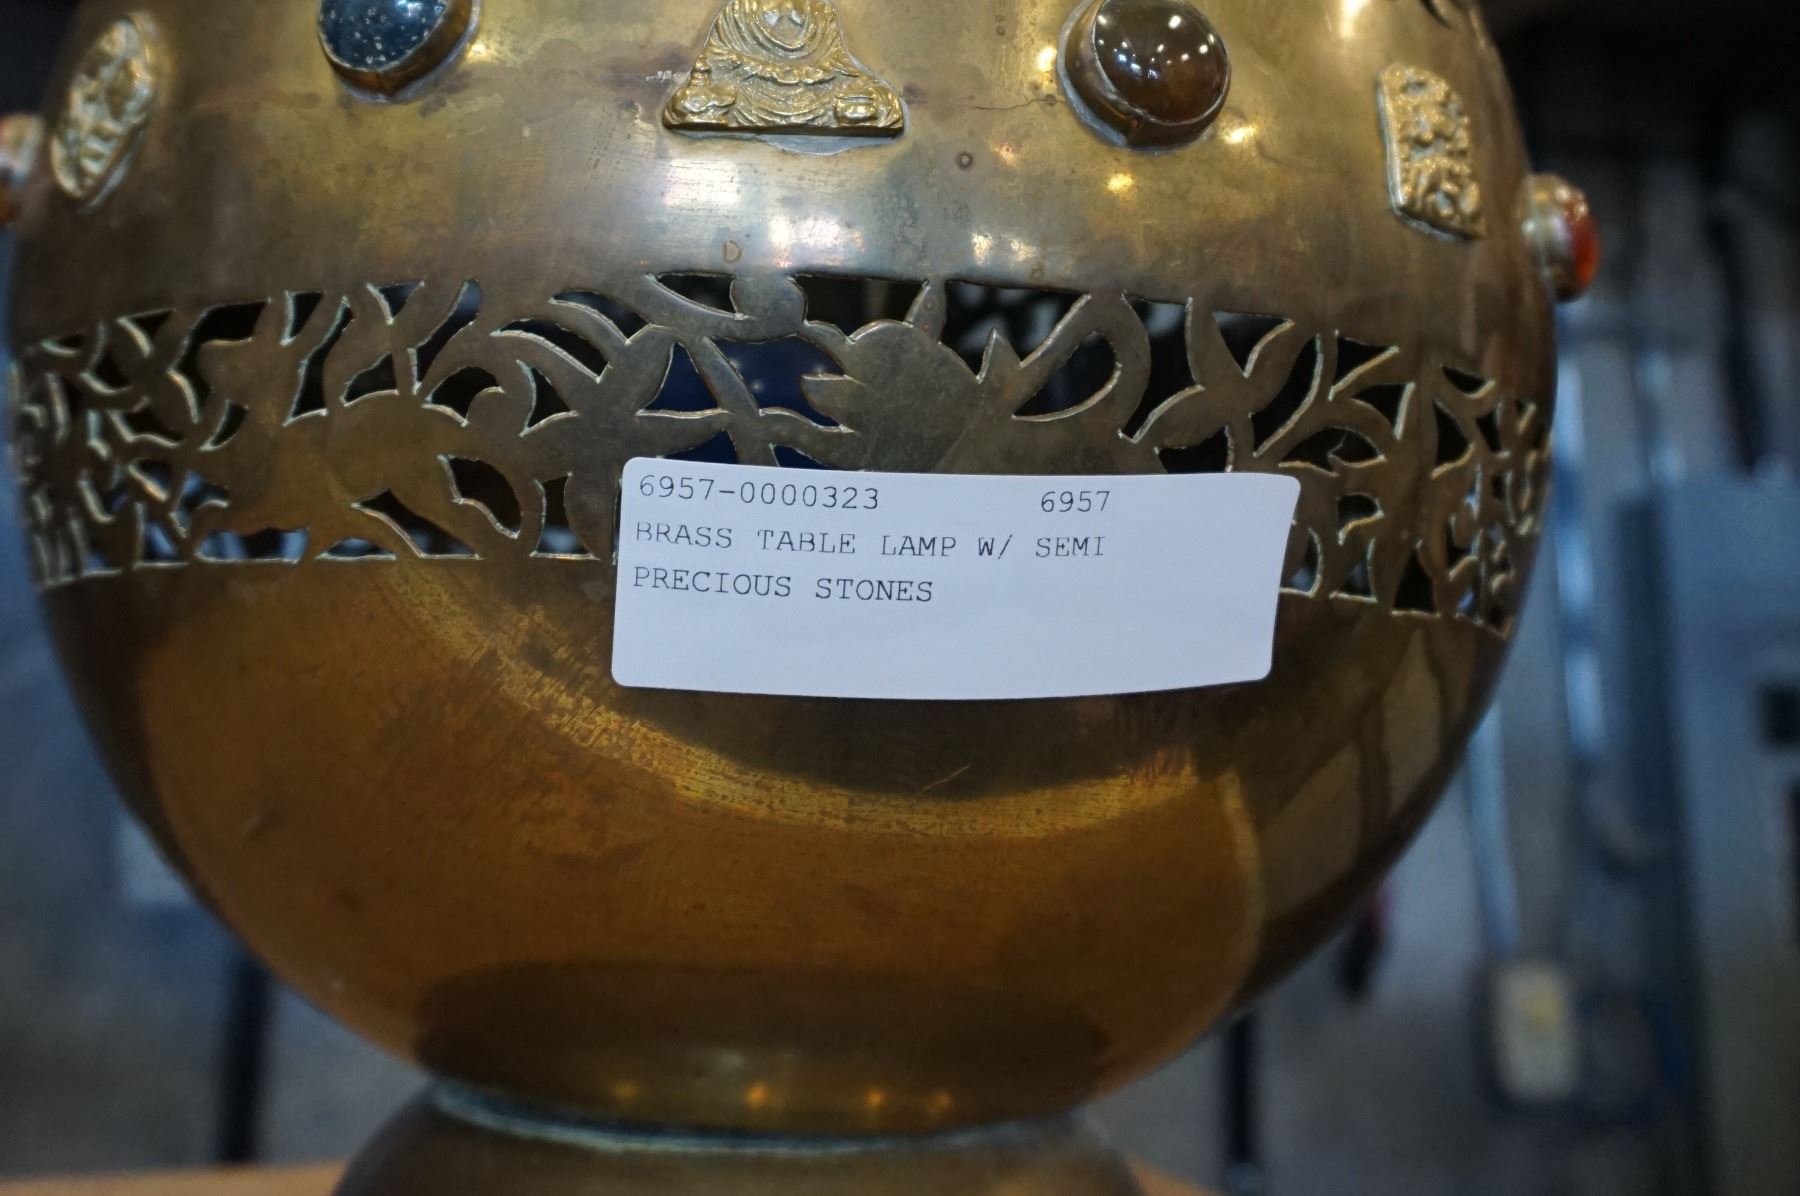 6957-0000323 6957
BRASS TABLE LAMP W/ SEMI
PRECIOUS STONES